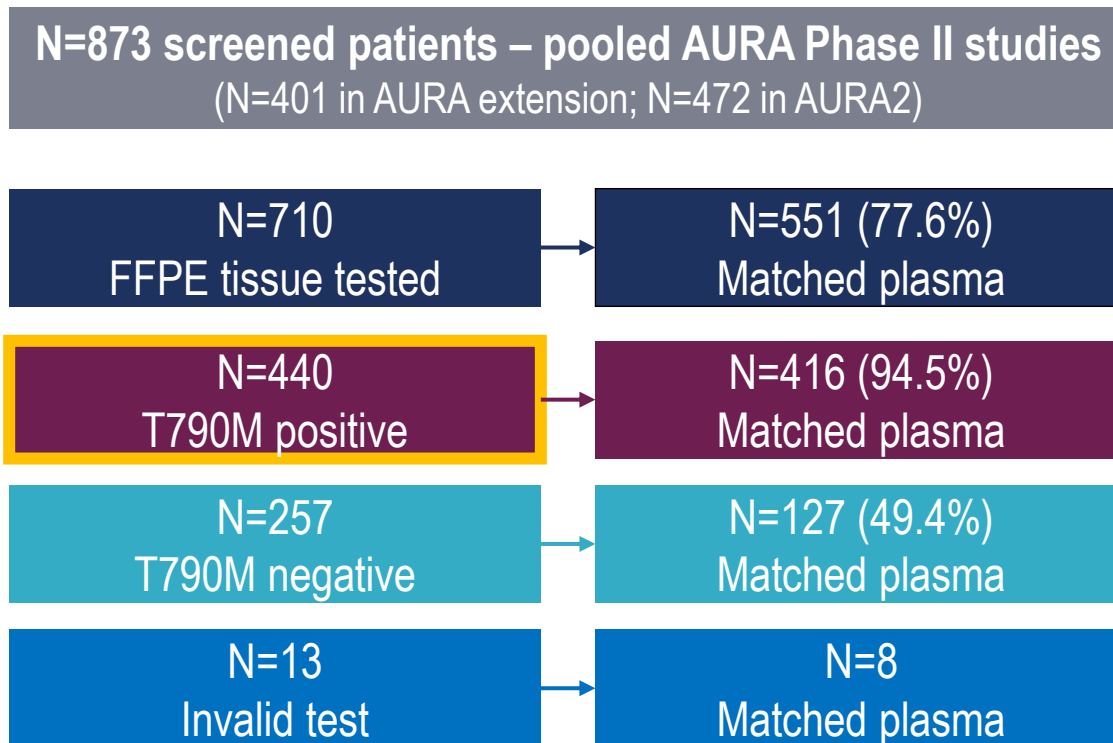 N=873 screened patients – pooled AURA Phase II studies
(N=401 in AURA extension; N=472 in AURA2)
N=710
FFPE tissue tested
N=551 (77.6%)
Matched plasma
N=440
T790M positive
N=416 (94.5%)
Matched plasma
N=257
T790M negative
N=127 (49.4%)
Matched plasma
N=13
Invalid test
N=8
Matched plasma